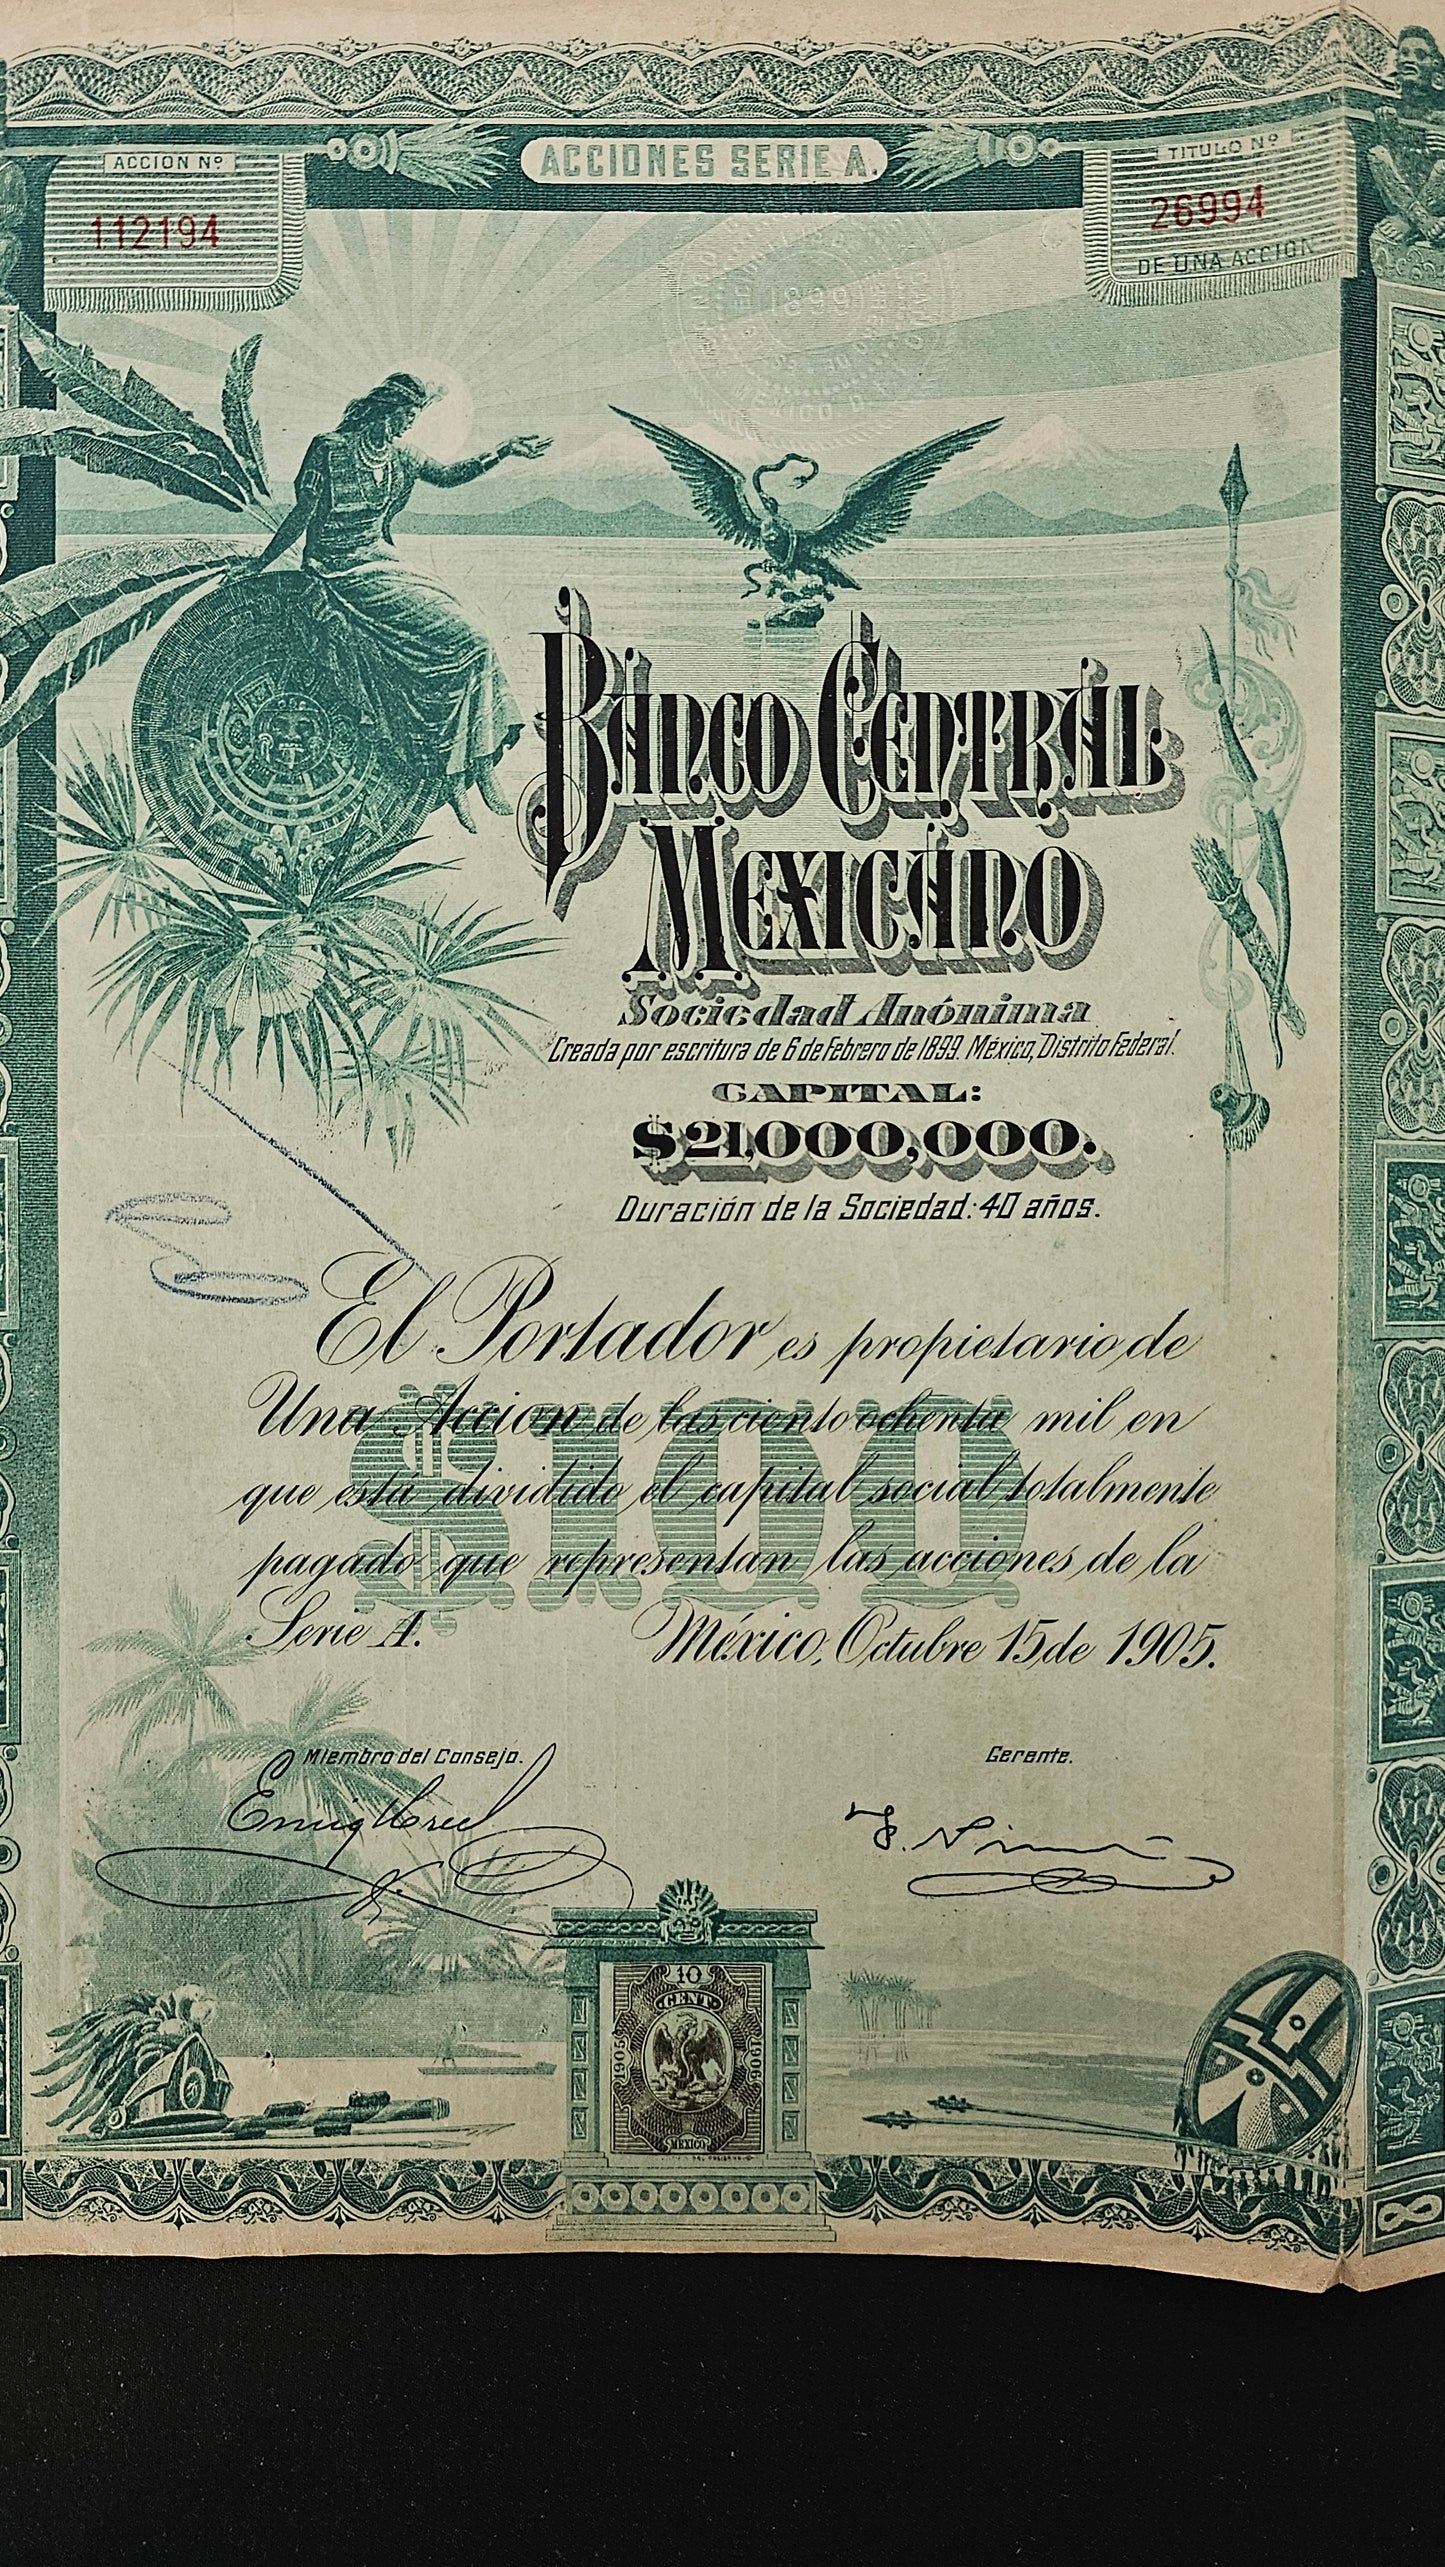 ACCIONES SERIE A.
ACCION Nº
112194
TITULO Nº
26994
DE UNA ACCION
1899
MEXICO D.F.
BANCO CENTRAL
MEXICANO
Sociedad Anónima
Creada por escritura de 6 de Febrero de 1899. México, Distrito Federal.
CAPITAL:
$21,000,000.
Duración de la Sociedad: 40 años.
El Portador es propietario de
Una Accion de las ciento ochenta mil en
que está dividido el capital social totalmente
pagado que representan las acciones de la
Serie A.
México, Octubre 15 de 1905.
$100
Miembro del Consejo.
Gerente.
10
CENTS
1905
1906
MEXICO